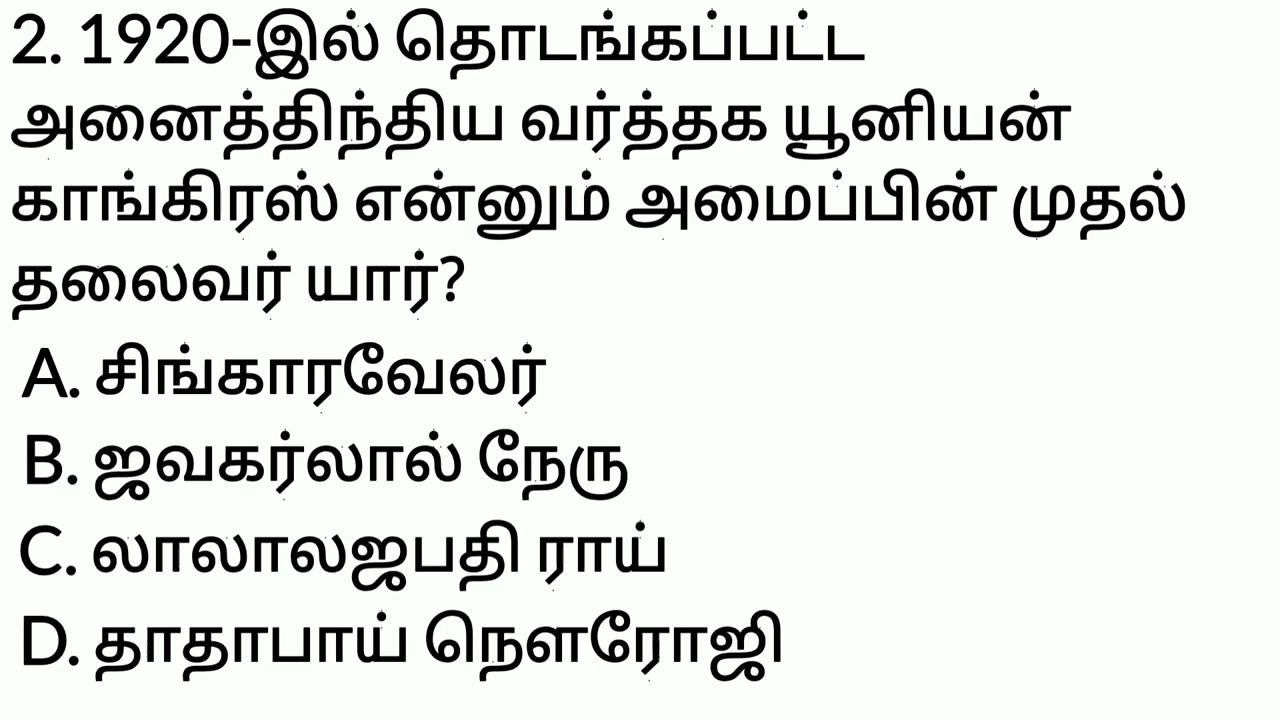 2. 1920-இல் தொடங்கப்பட்ட
அனைத்திந்திய வர்த்தக யூனியன்
காங்கிரஸ் என்னும் அமைப்பின் முதல்
தலைவர் யார்?
A. சிங்காரவேலர்
B. ஜவகர்லால் நேரு
C. லாலாலஜபதி ராய்
D. தாதாபாய் நௌரோஜி